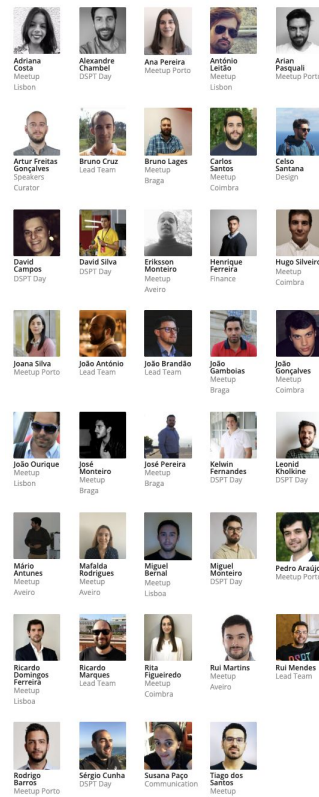 Adriana
Costa
Meetup
Lisbon
Alexandre
Chambel
DSPT Day
Ana Pereira
Meetup Porto
António
Leitão
Meetup
Lisbon
Arian
Pasquali
Meetup Porto
Artur Freitas
Gonçalves
Speakers
Curator
Bruno Cruz
Lead Team
Bruno Lages
Meetup
Braga
Carlos
Santos
Meetup
Coimbra
Celso
Santana
Design
David
Campos
DSPT Day
David Silva
DSPT Day
Eriksson
Monteiro
Meetup
Aveiro
Henrique
Ferreira
Finance
Hugo Silveiro
Meetup
Coimbra
Joana Silva
Meetup Porto
João António
Lead Team
João Brandão
Lead Team
João
Gamboias
Meetup
Braga
João
Gonçalves
Meetup
Coimbra
João Ourique
Meetup
Lisbon
José
Monteiro
Meetup
Braga
José Pereira
Meetup
Braga
Kelwin
Fernandes
DSPT Day
Leonid
Kholkine
DSPT Day
Mário
Antunes
Meetup
Aveiro
Mafalda
Rodrigues
Meetup
Aveiro
Miguel
Bernal
Meetup
Lisboa
Miguel
Monteiro
DSPT Day
Pedro Araújo
Meetup Porto
Ricardo
Domingos
Ferreira
Meetup
Lisboa
Ricardo
Marques
Lead Team
Rita
Figueiredo
Meetup
Coimbra
Rui Martins
Meetup
Aveiro
Rui Mendes
Lead Team
Rodrigo
Barros
Meetup Porto
Sérgio Cunha
DSPT Day
Susana Paço
Communication
Tiago dos
Santos
Meetup